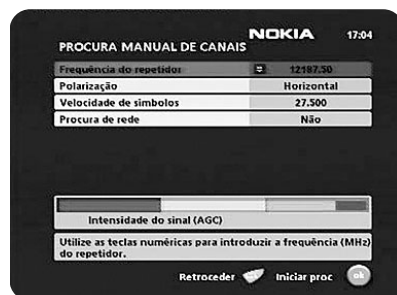 NOKIA 17:04
PROCURA MANUAL DE CANAIS
Frequência do repetidor 12187.50
Polarização Horizontal
Velocidade de símbolos 27.500
Procura de rede Não
Intensidade do sinal (AGC)
Utilize as teclas numéricas para introduzir a frequência (MHz)
do repetidor.
Retroceder Iniciar proc ok